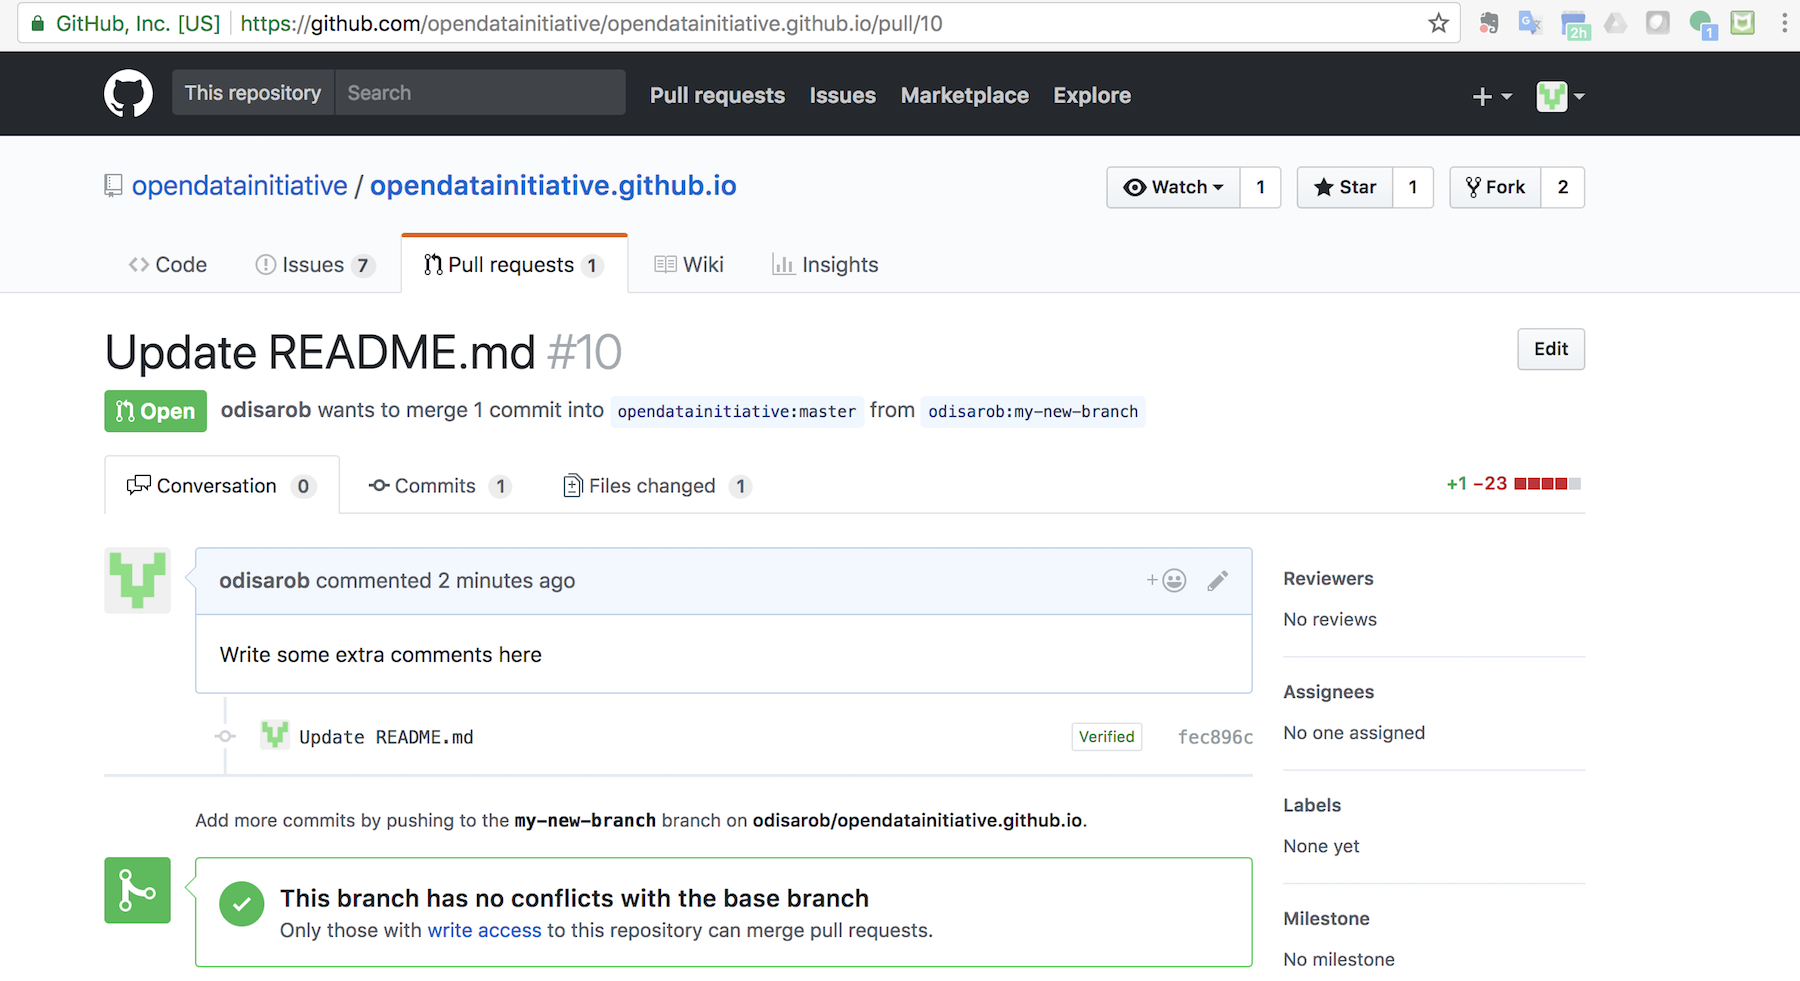 GitHub, Inc. [US] https://github.com/opendatainitiative/opendatainitiative.github.io/pull/10
2h
1
This repository Search Pull requests Issues Marketplace Explore
opendatainitiative / opendatainitiative.github.io
Watch 1 Star 1 Fork 2
Code Issues 7 Pull requests 1 Wiki Insights
Update README.md #10
Edit
Open odisarob wants to merge 1 commit into opendatainitiative:master from odisarob:my-new-branch
Conversation 0 Commits 1 Files changed 1
+1 −23
odisarob commented 2 minutes ago
Write some extra comments here
Update README.md Verified fec896c
Add more commits by pushing to the my-new-branch branch on odisarob/opendatainitiative.github.io.
This branch has no conflicts with the base branch
Only those with write access to this repository can merge pull requests.
Reviewers
No reviews
Assignees
No one assigned
Labels
None yet
Milestone
No milestone